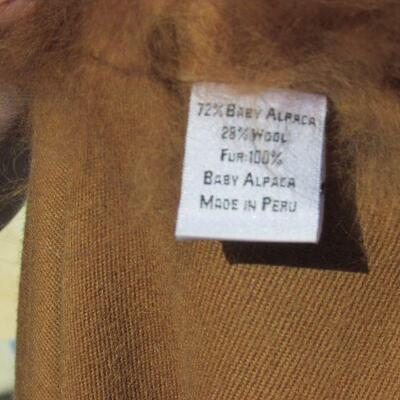 72% Baby Alpaca
28% Wool
Fur: 100%
Baby Alpaca
Made in Peru